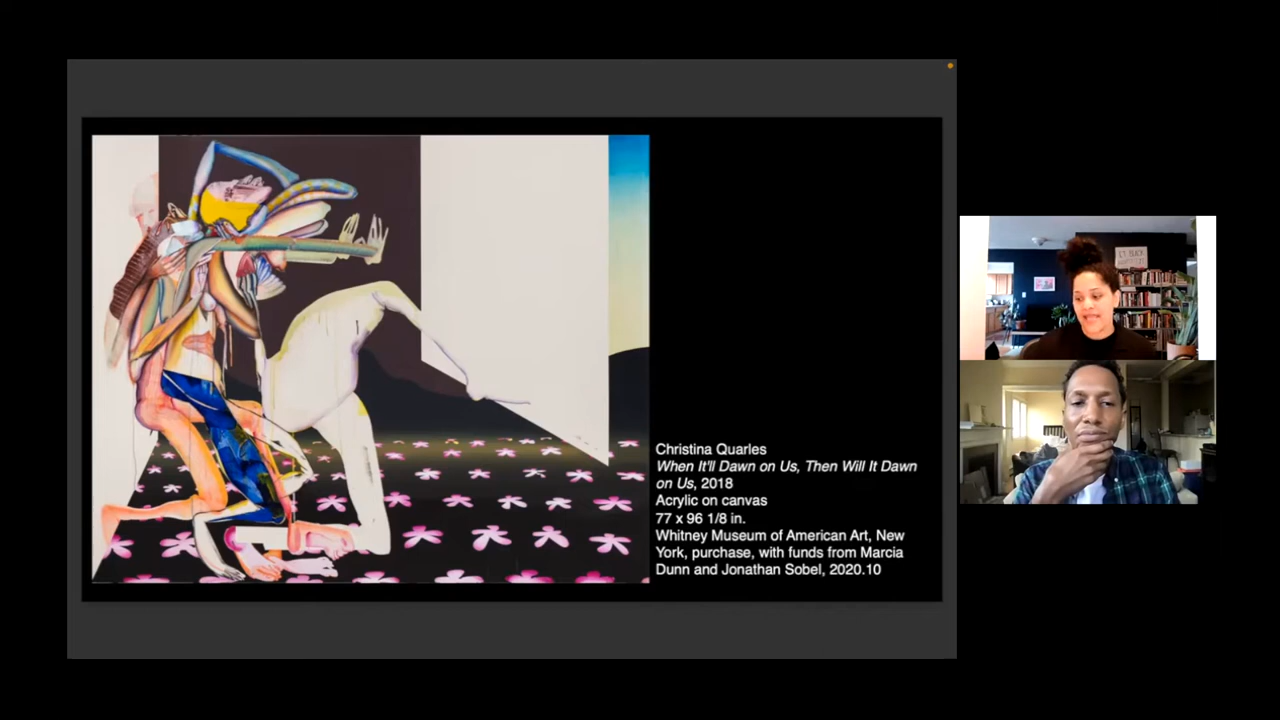 Christina Quarles
When It'll Dawn on Us, Then Will It Dawn
on Us, 2018
Acrylic on canvas
77 x 96 1/8 in.
Whitney Museum of American Art, New
York, purchase, with funds from Marcia
Dunn and Jonathan Sobel, 2020.10